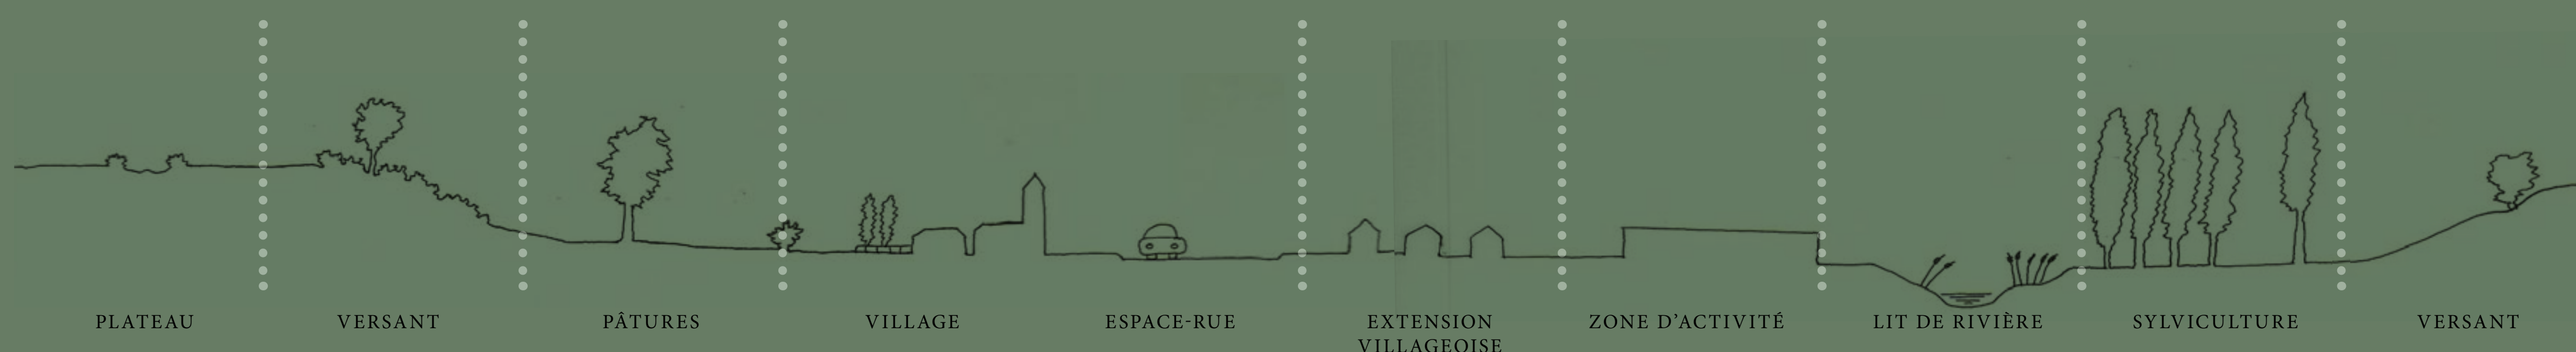 PLATEAU
VERSANT
PÂTURES
VILLAGE
ESPACE-RUE
EXTENSION
VILLAGEOISE
ZONE D’ACTIVITÉ
LIT DE RIVIÈRE
SYLVICULTURE
VERSANT